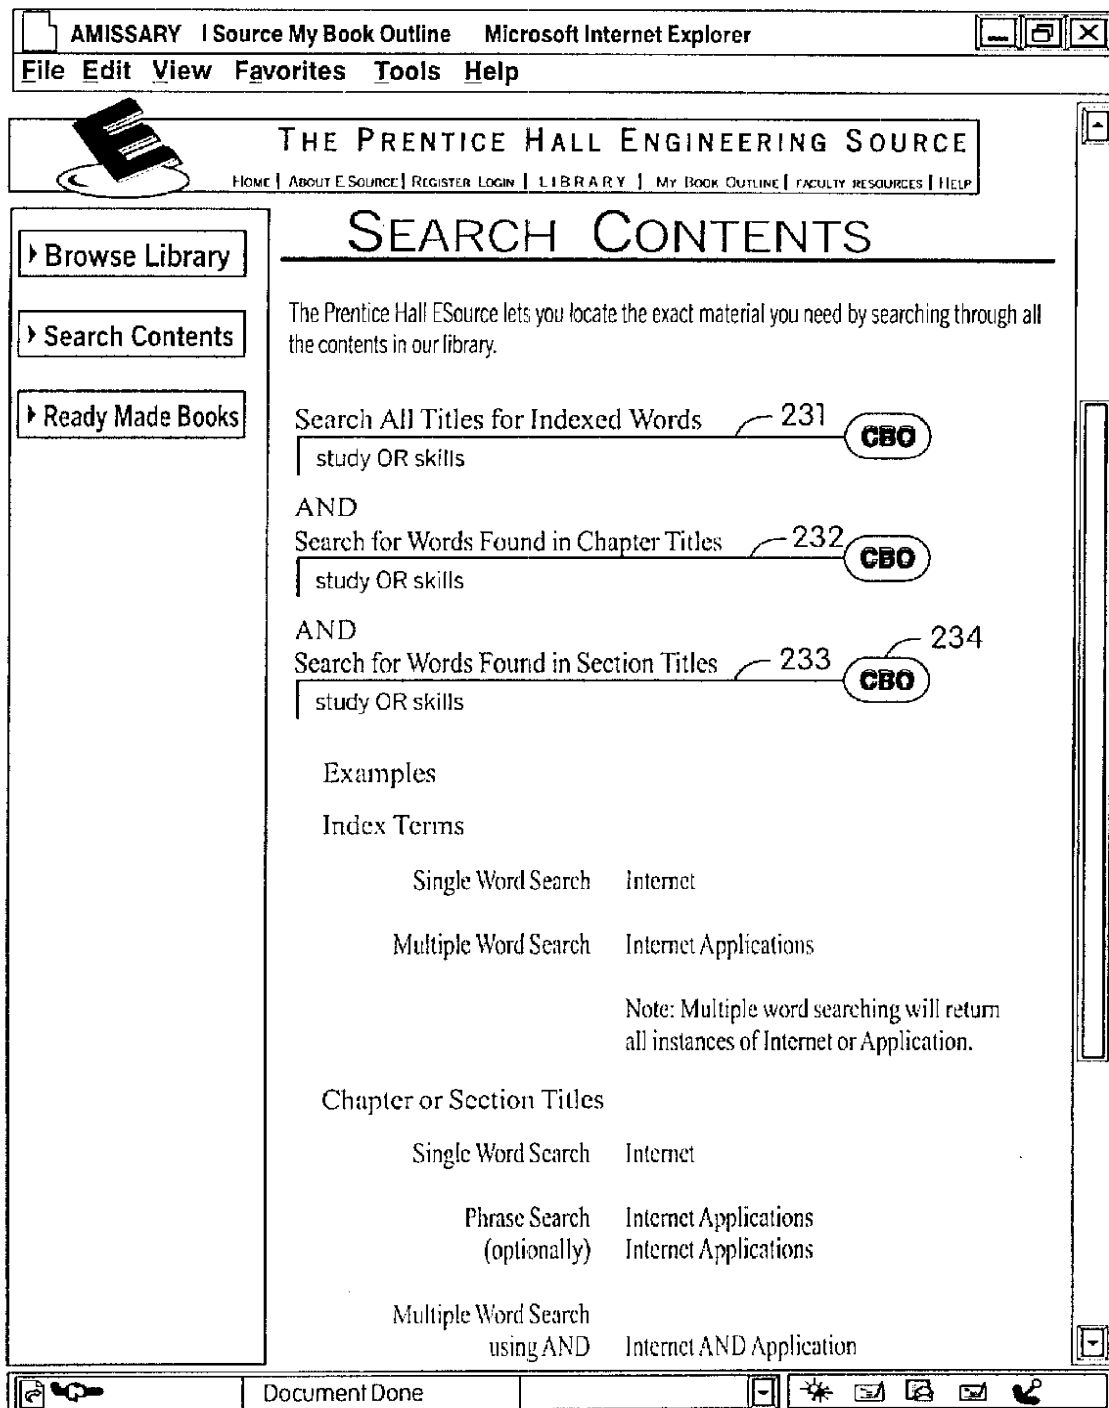 AMISSARY I Source My Book Outline Microsoft Internet Explorer
File Edit View Favorites Tools Help
E
THE PRENTICE HALL ENGINEERING SOURCE
HOME | ABOUT E SOURCE | REGISTER LOGIN | LIBRARY | MY BOOK OUTLINE | FACULTY RESOURCES | HELP
Browse Library
Search Contents
Ready Made Books
SEARCH CONTENTS
The Prentice Hall ESource lets you locate the exact material you need by searching through all
the contents in our library.
Search All Titles for Indexed Words 231 CBO
study OR skills
AND
Search for Words Found in Chapter Titles 232 CBO
study OR skills
AND
234
Search for Words Found in Section Titles 233 CBO
study OR skills
Examples
Index Terms
Single Word Search Internet
Multiple Word Search Internet Applications
Note: Multiple word searching will return
all instances of Internet or Application.
Chapter or Section Titles
Single Word Search Internet
Phrase Search Internet Applications
(optionally) Internet Applications
Multiple Word Search
using AND Internet AND Application
Document Done